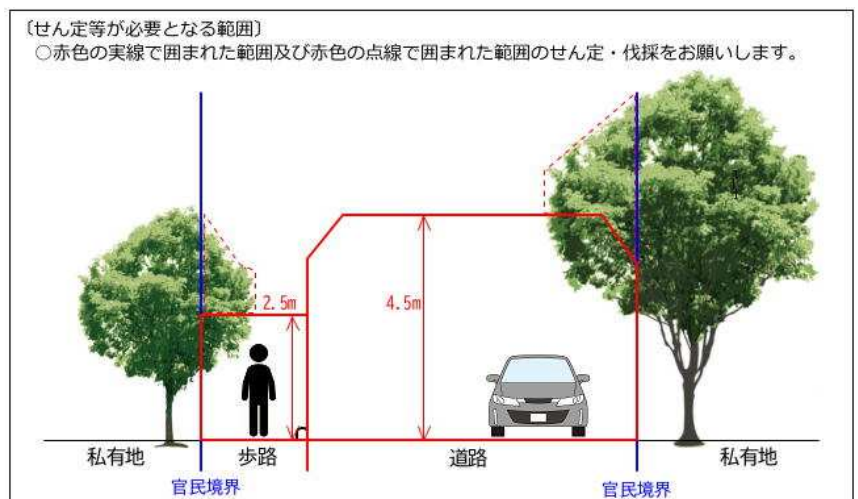 〔せん定等が必要となる範囲〕
○赤色の実線で囲まれた範囲及び赤色の点線で囲まれた範囲のせん定・伐採をお願いします。
2.5m
4.5m
私有地
歩路
道路
私有地
官民境界
官民境界